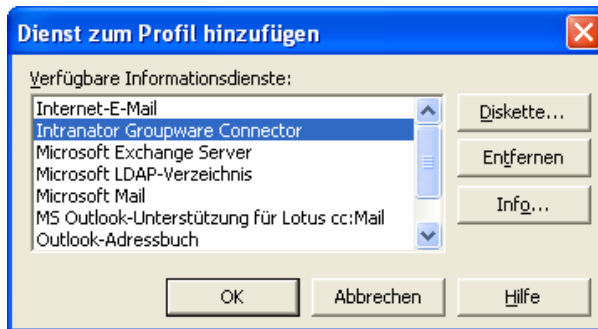 Dienst zum Profil hinzufügen
Verfügbare Informationsdienste:
Internet-E-Mail
Intranator Groupware Connector
Microsoft Exchange Server
Microsoft LDAP-Verzeichnis
Microsoft Mail
MS Outlook-Unterstützung für Lotus cc:Mail
Outlook-Adressbuch
Diskette...
Entfernen
Info...
OK
Abbrechen
Hilfe